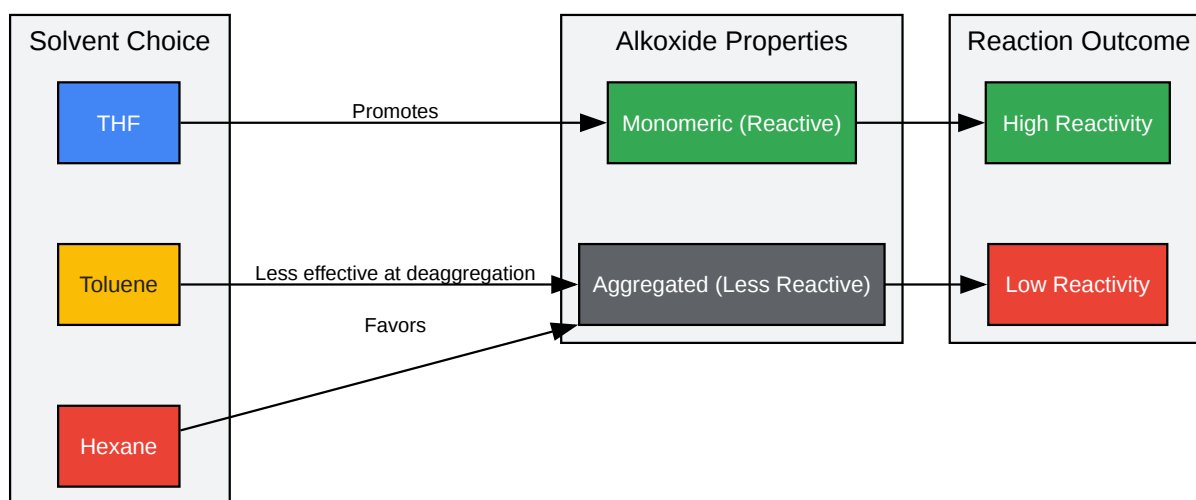 Solvent Choice
Alkoxide Properties
Reaction Outcome
THF
Promotes
Monomeric (Reactive)
High Reactivity
Toluene
Less effective at deaggregation
Aggregated (Less Reactive)
Low Reactivity
Favors
Hexane